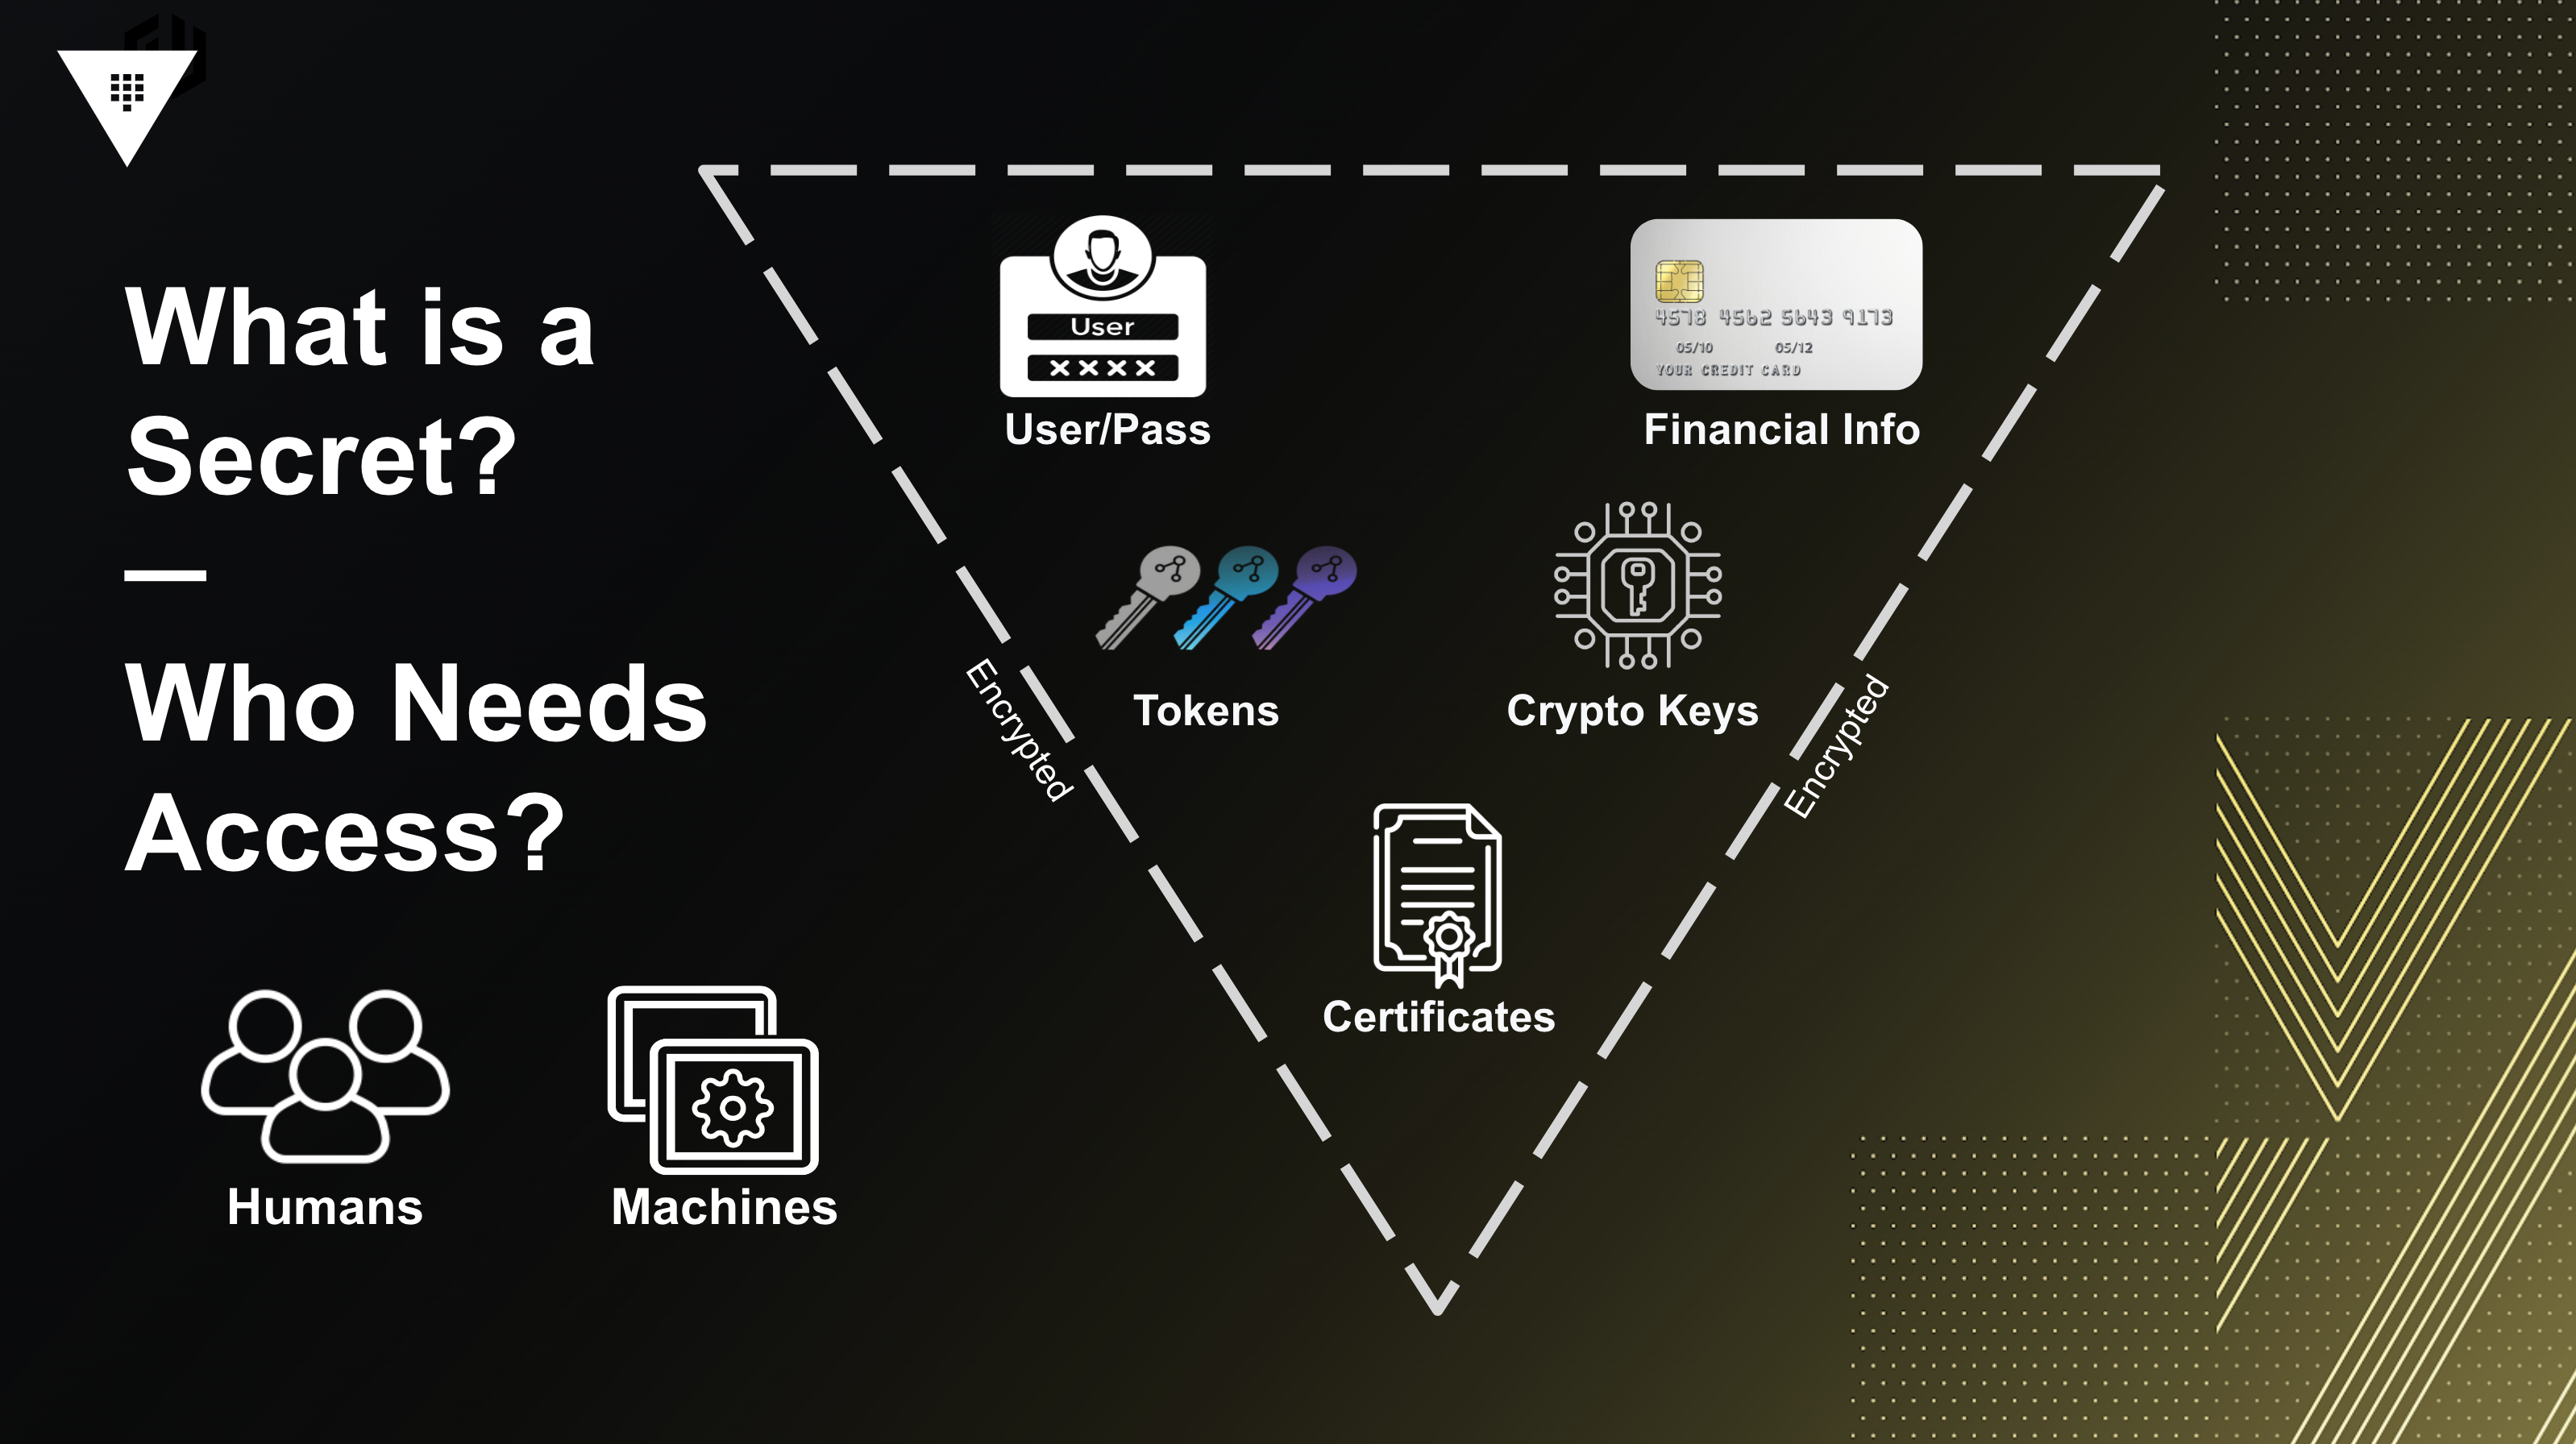 What is a
Secret?
Who Needs
Access?
Humans
Machines
User
××××
User/Pass
4578 4562 5643 9173
05/10 05/12
YOUR CREDIT CARD
Financial Info
Tokens
Crypto Keys
Encrypted
Encrypted
Certificates